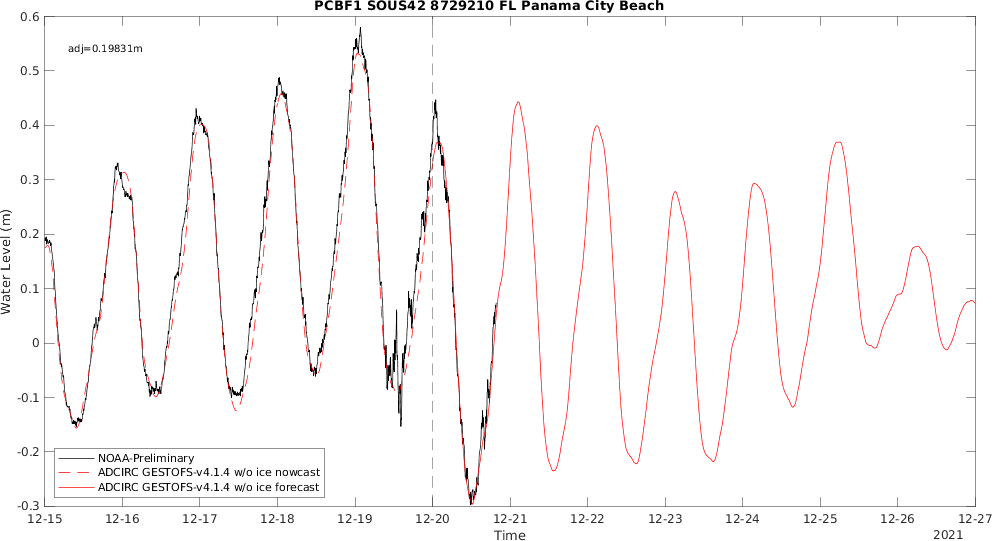 PCBF1 SOUS42 8729210 FL Panama City Beach
0.6
adj=0.19831m
0.5
0.4
0.3
0.2
0.1
0
-0.1
-0.2
-0.3
Water Level (m)
NOAA-Preliminary
ADCIRC GESTOFS-v4.1.4 w/o ice nowcast
ADCIRC GESTOFS-v4.1.4 w/o ice forecast
12-15 12-16 12-17 12-18 12-19 12-20 12-21 12-22 12-23 12-24 12-25 12-26 12-27
Time
2021